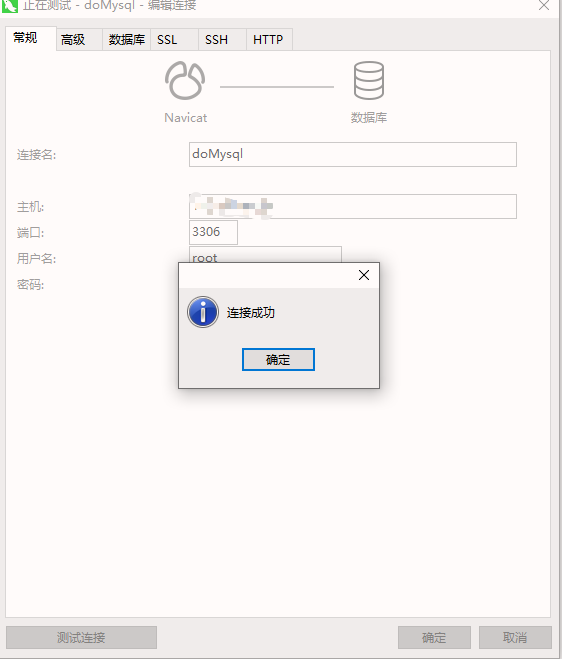 正在测试 - doMysql - 编辑连接
常规 高级 数据库 SSL SSH HTTP
Navicat 数据库
连接名: doMysql
主机:
端口: 3306
用户名: root
密码:
连接成功
确定
测试连接 确定 取消